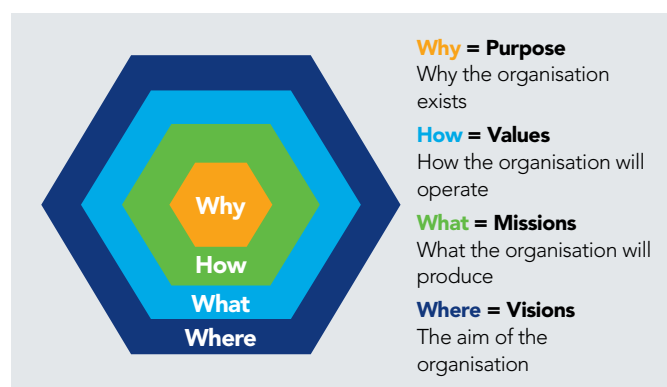 Why
How
What
Where
Why = Purpose
Why the organisation
exists
How = Values
How the organisation will
operate
What = Missions
What the organisation will
produce
Where = Visions
The aim of the
organisation